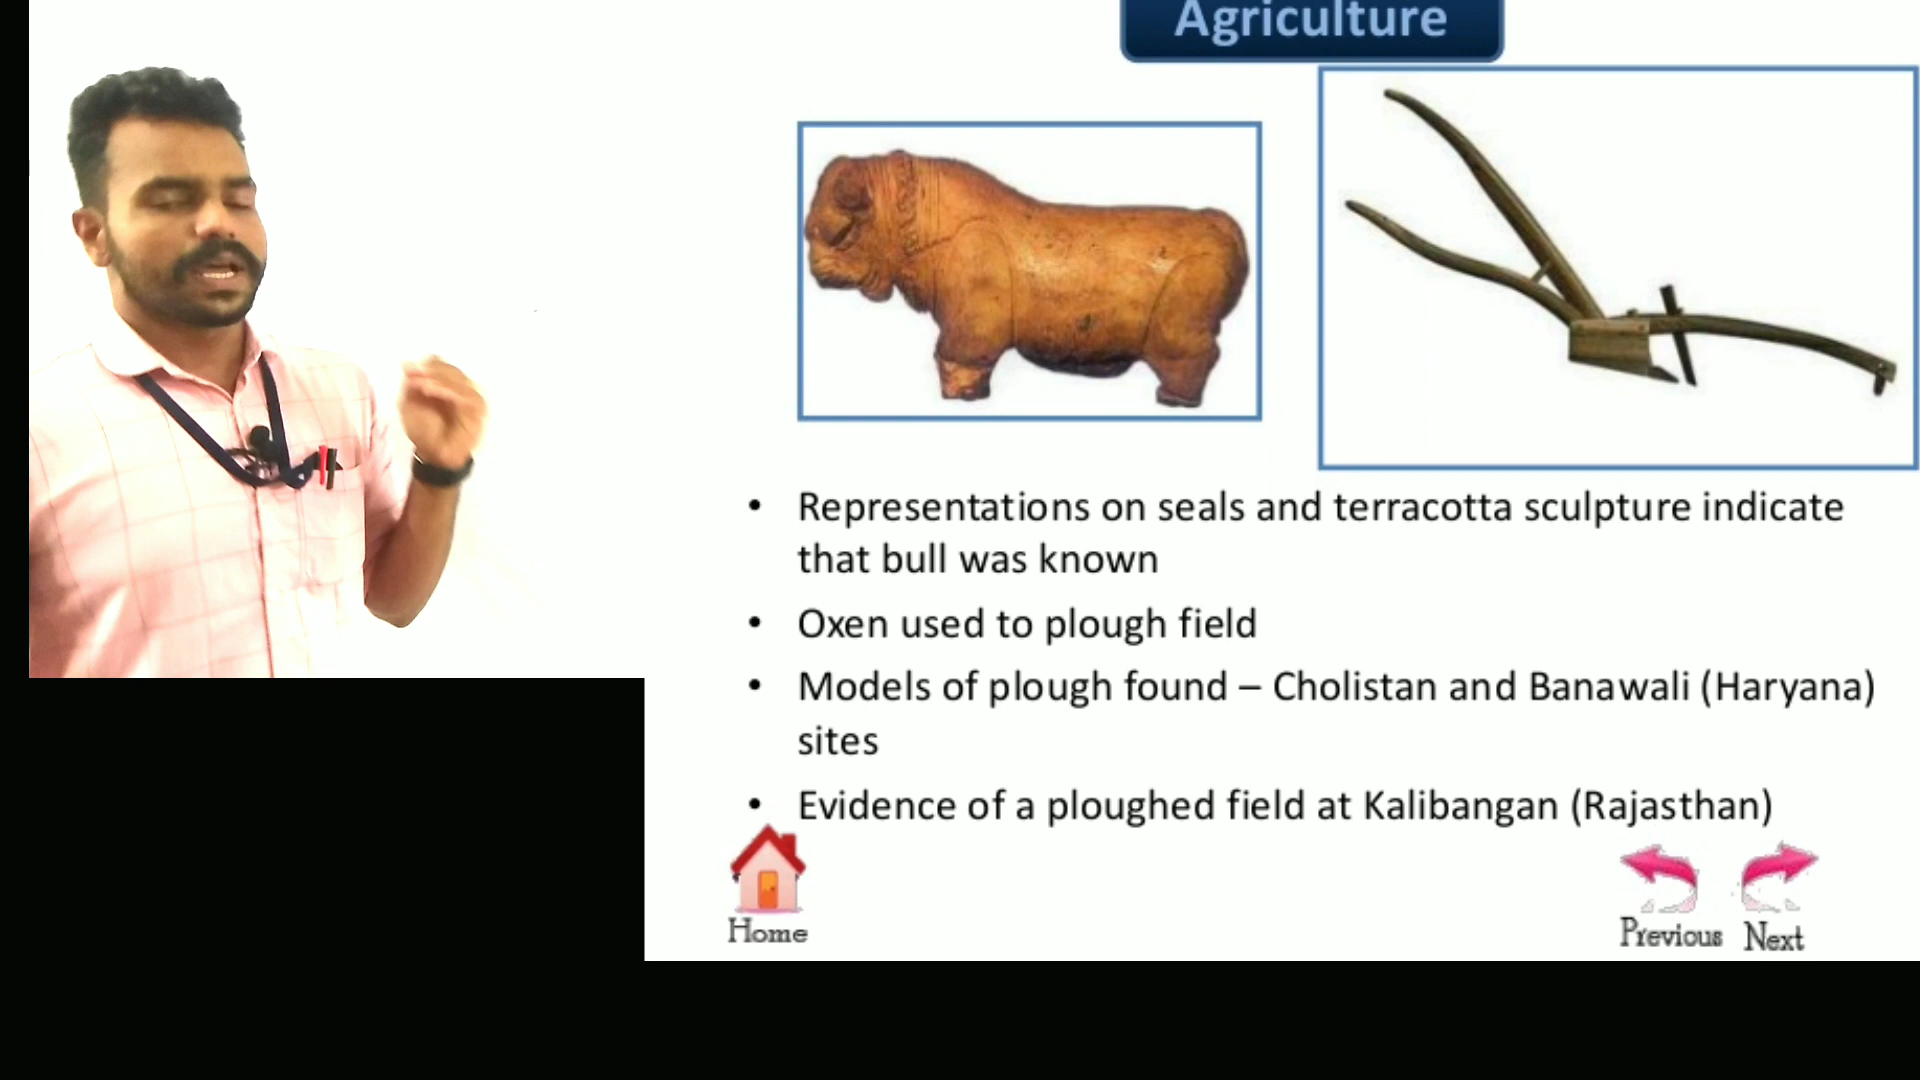 Agriculture
• Representations on seals and terracotta sculpture indicate
that bull was known
• Oxen used to plough field
• Models of plough found – Cholistan and Banawali (Haryana)
sites
• Evidence of a ploughed field at Kalibangan (Rajasthan)
Home
Previous Next